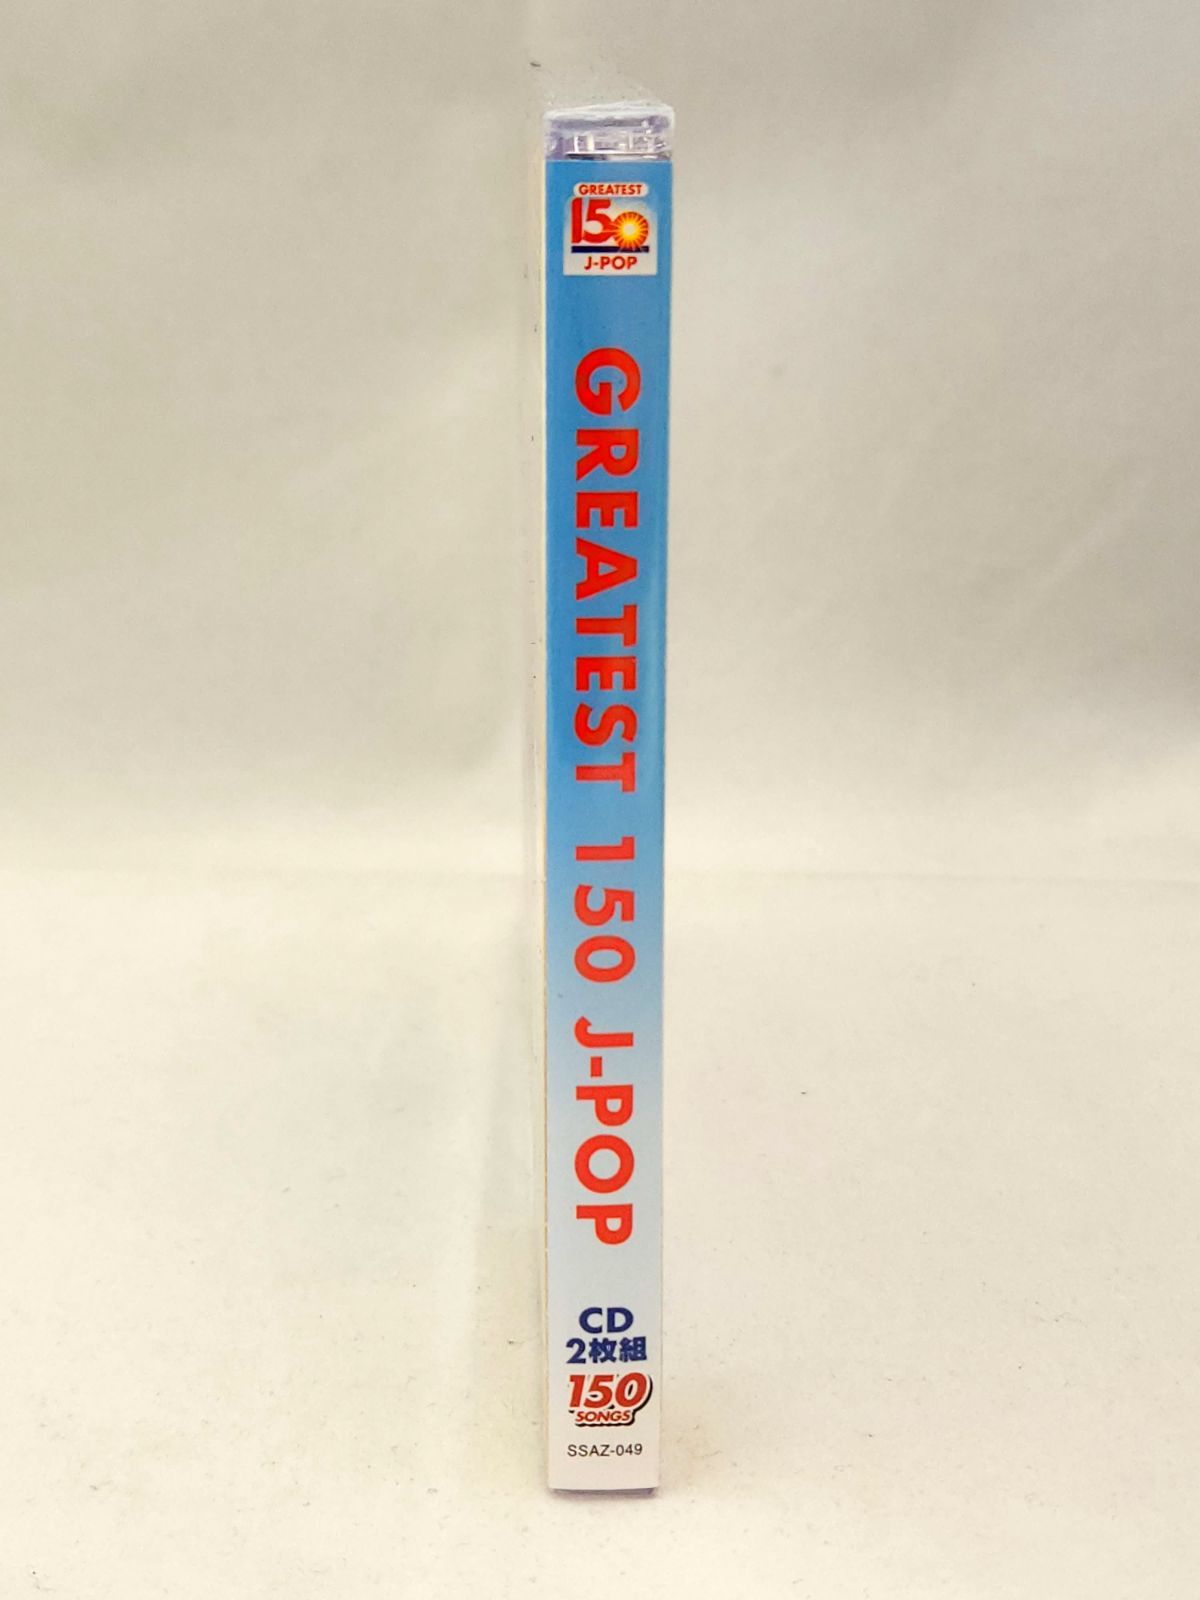 GREATEST
150
J-POP
GREATEST 150 J-POP
CD
2枚組
150
SONGS
SSAZ-049